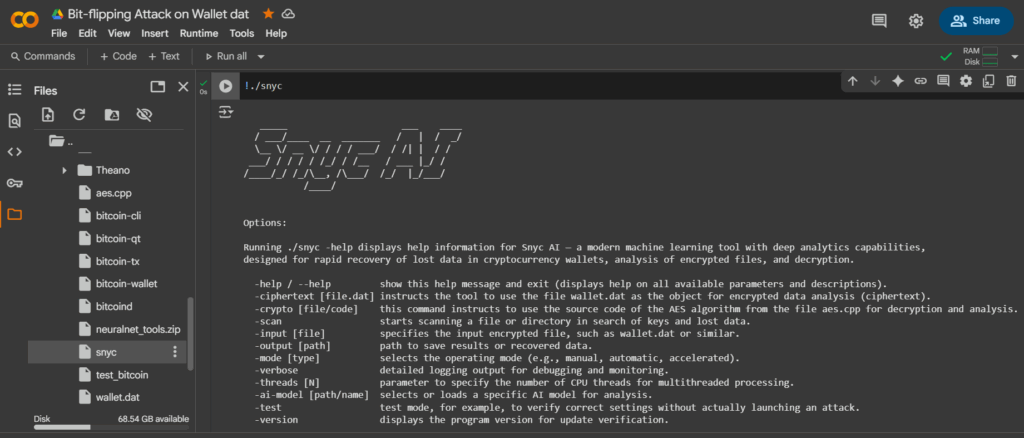 CO Bit-flipping Attack on Wallet dat
File Edit View Insert Runtime Tools Help
Share
Commands + Code + Text Run all
RAM
Disk
Files
..
Theano
aes.cpp
bitcoin-cli
bitcoin-qt
bitcoin-tx
bitcoin-wallet
bitcoind
neuralnet_tools.zip
snyc
test_bitcoin
wallet.dat
Disk 68.54 GB available
0s
!./snyc
Snyc AI
Options:
Running ./snyc -help displays help information for Snyc AI — a modern machine learning tool with deep analytics capabilities,
designed for rapid recovery of lost data in cryptocurrency wallets, analysis of encrypted files, and decryption.
-help / --help show this help message and exit (displays help on all available parameters and descriptions).
-ciphertext [file.dat] instructs the tool to use the file wallet.dat as the object for encrypted data analysis (ciphertext).
-crypto [file/code] this command instructs to use the source code of the AES algorithm from the file aes.cpp for decryption and analysis.
-scan starts scanning a file or directory in search of keys and lost data.
-input [file] specifies the input encrypted file, such as wallet.dat or similar.
-output [path] path to save results or recovered data.
-mode [type] selects the operating mode (e.g., manual, automatic, accelerated).
-verbose detailed logging output for debugging and monitoring.
-threads [N] parameter to specify the number of CPU threads for multithreaded processing.
-ai-model [path/name] selects or loads a specific AI model for analysis.
-test test mode, for example, to verify correct settings without actually launching an attack.
-version displays the program version for update verification.